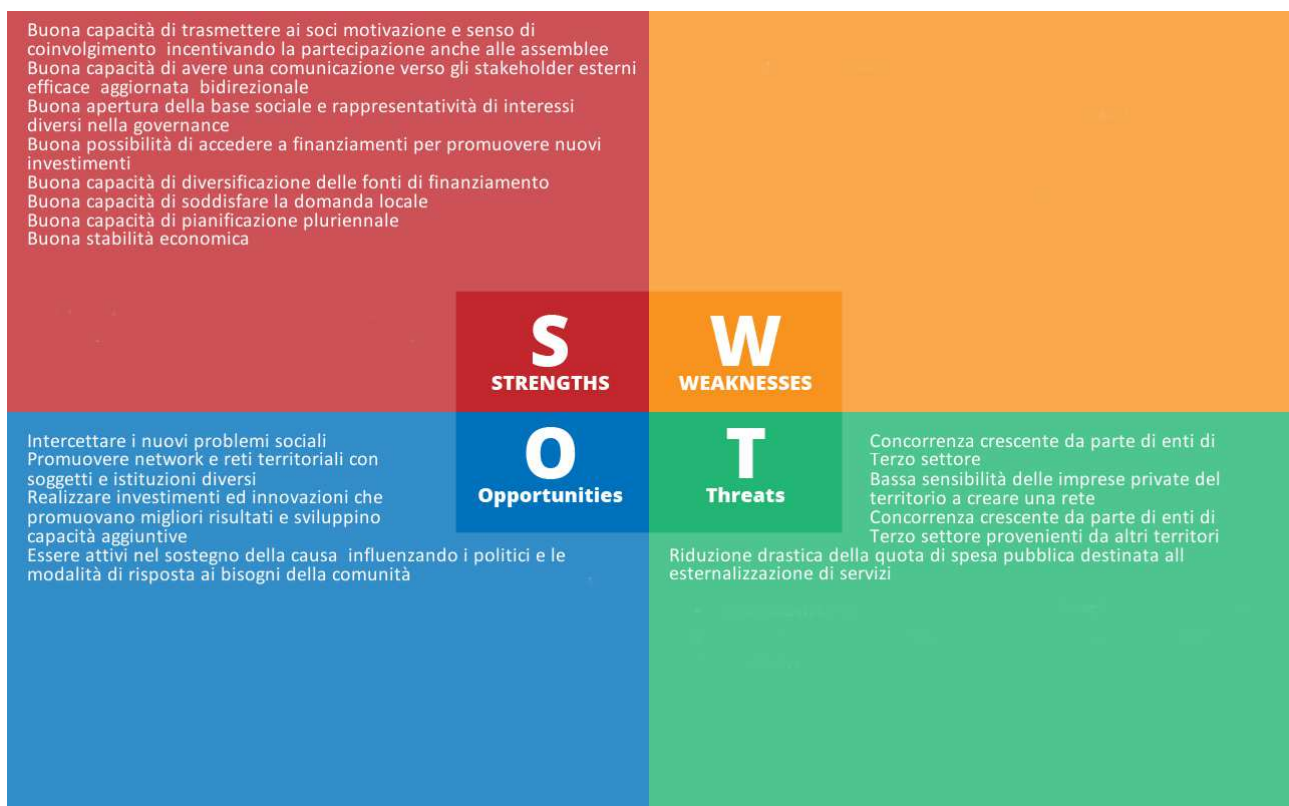 Buona capacità di trasmettere ai soci motivazione e senso di
coinvolgimento incentivando la partecipazione anche alle assemblee
Buona capacità di avere una comunicazione verso gli stakeholder esterni
efficace aggiornata bidirezionale
Buona apertura della base sociale e rappresentatività di interessi
diversi nella governance
Buona possibilità di accedere a finanziamenti per promuovere nuovi
investimenti
Buona capacità di diversificazione delle fonti di finanziamento
Buona capacità di soddisfare la domanda locale
Buona capacità di pianificazione pluriennale
Buona stabilità economica
S
STRENGTHS
W
WEAKNESSES
Intercettare i nuovi problemi sociali
Promuovere network e reti territoriali con
soggetti e istituzioni diversi
Realizzare investimenti ed innovazioni che
promuovano migliori risultati e sviluppino
capacità aggiuntive
Essere attivi nel sostegno della causa influenzando i politici e le
modalità di risposta ai bisogni della comunità
O
Opportunities
T
Threats
Concorrenza crescente da parte di enti di
Terzo settore
Bassa sensibilità delle imprese private del
territorio a creare una rete
Concorrenza crescente da parte di enti di
Terzo settore provenienti da altri territori
Riduzione drastica della quota di spesa pubblica destinata all
esternalizzazione di servizi